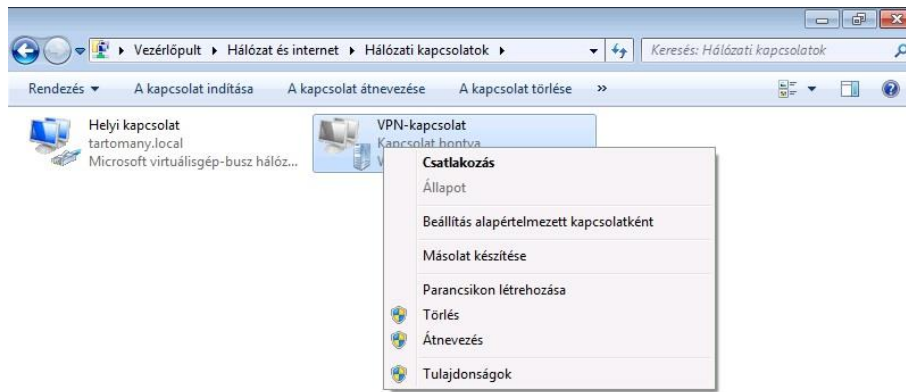 Vezérlőpult ▸ Hálózat és internet ▸ Hálózati kapcsolatok ▸
Keresés: Hálózati kapcsolatok
Rendezés ▾ A kapcsolat indítása A kapcsolat átnevezése A kapcsolat törlése »
Helyi kapcsolat
tartomany.local
Microsoft virtuálisgép-busz hálóz...
VPN-kapcsolat
Kapcsolat bontva
Csatlakozás
Állapot
Beállítás alapértelmezett kapcsolatként
Másolat készítése
Parancsikon létrehozása
Törlés
Átnevezés
Tulajdonságok